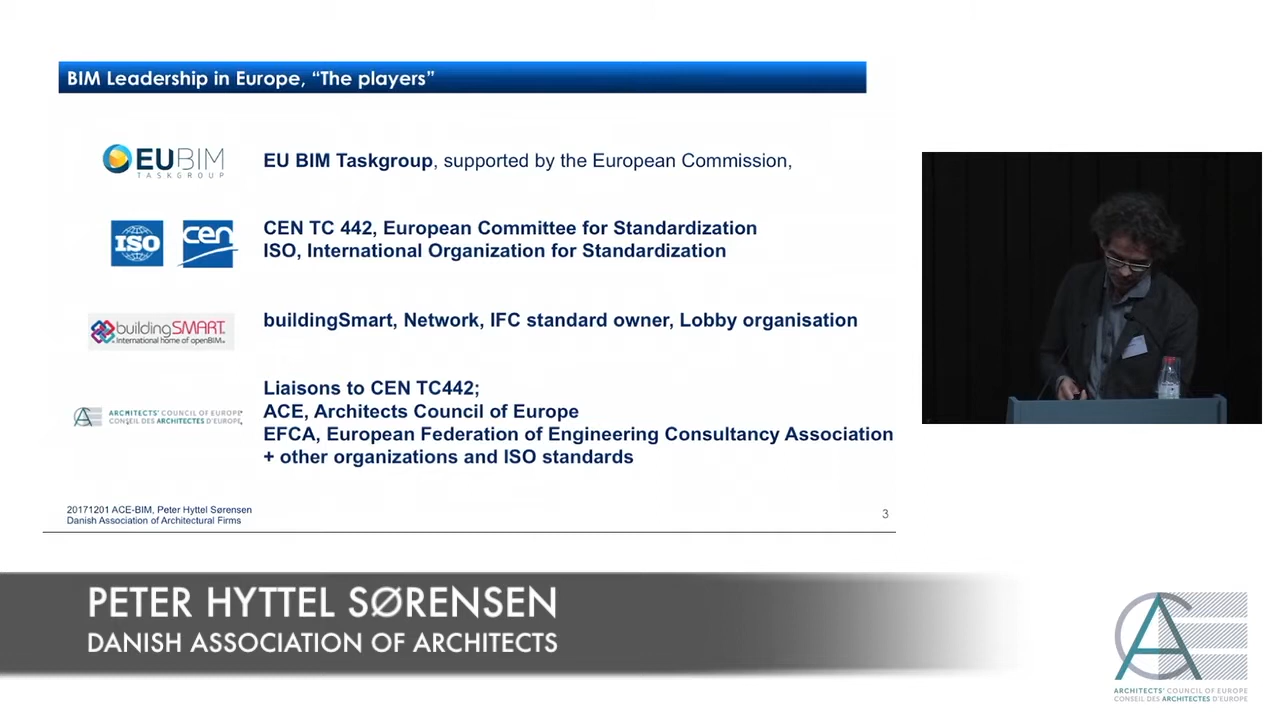 BIM Leadership in Europe, “The players”
EUBIM
TASKGROUP
EU BIM Taskgroup, supported by the European Commission,
ISO
cen
CEN TC 442, European Committee for Standardization
ISO, International Organization for Standardization
buildingSMART
International home of openBIM
buildingSmart, Network, IFC standard owner, Lobby organisation
Liaisons to CEN TC442;
ACE, Architects Council of Europe
EFCA, European Federation of Engineering Consultancy Association
+ other organizations and ISO standards
ARCHITECTS' COUNCIL OF EUROPE
CONSEIL DES ARCHITECTES D'EUROPE
20171201 ACE-BIM, Peter Hyttel Sørensen
Danish Association of Architectural Firms
3
PETER HYTTEL SØRENSEN
DANISH ASSOCIATION OF ARCHITECTS
ACE
ARCHITECTS' COUNCIL OF EUROPE
CONSEIL DES ARCHITECTES D'EUROPE